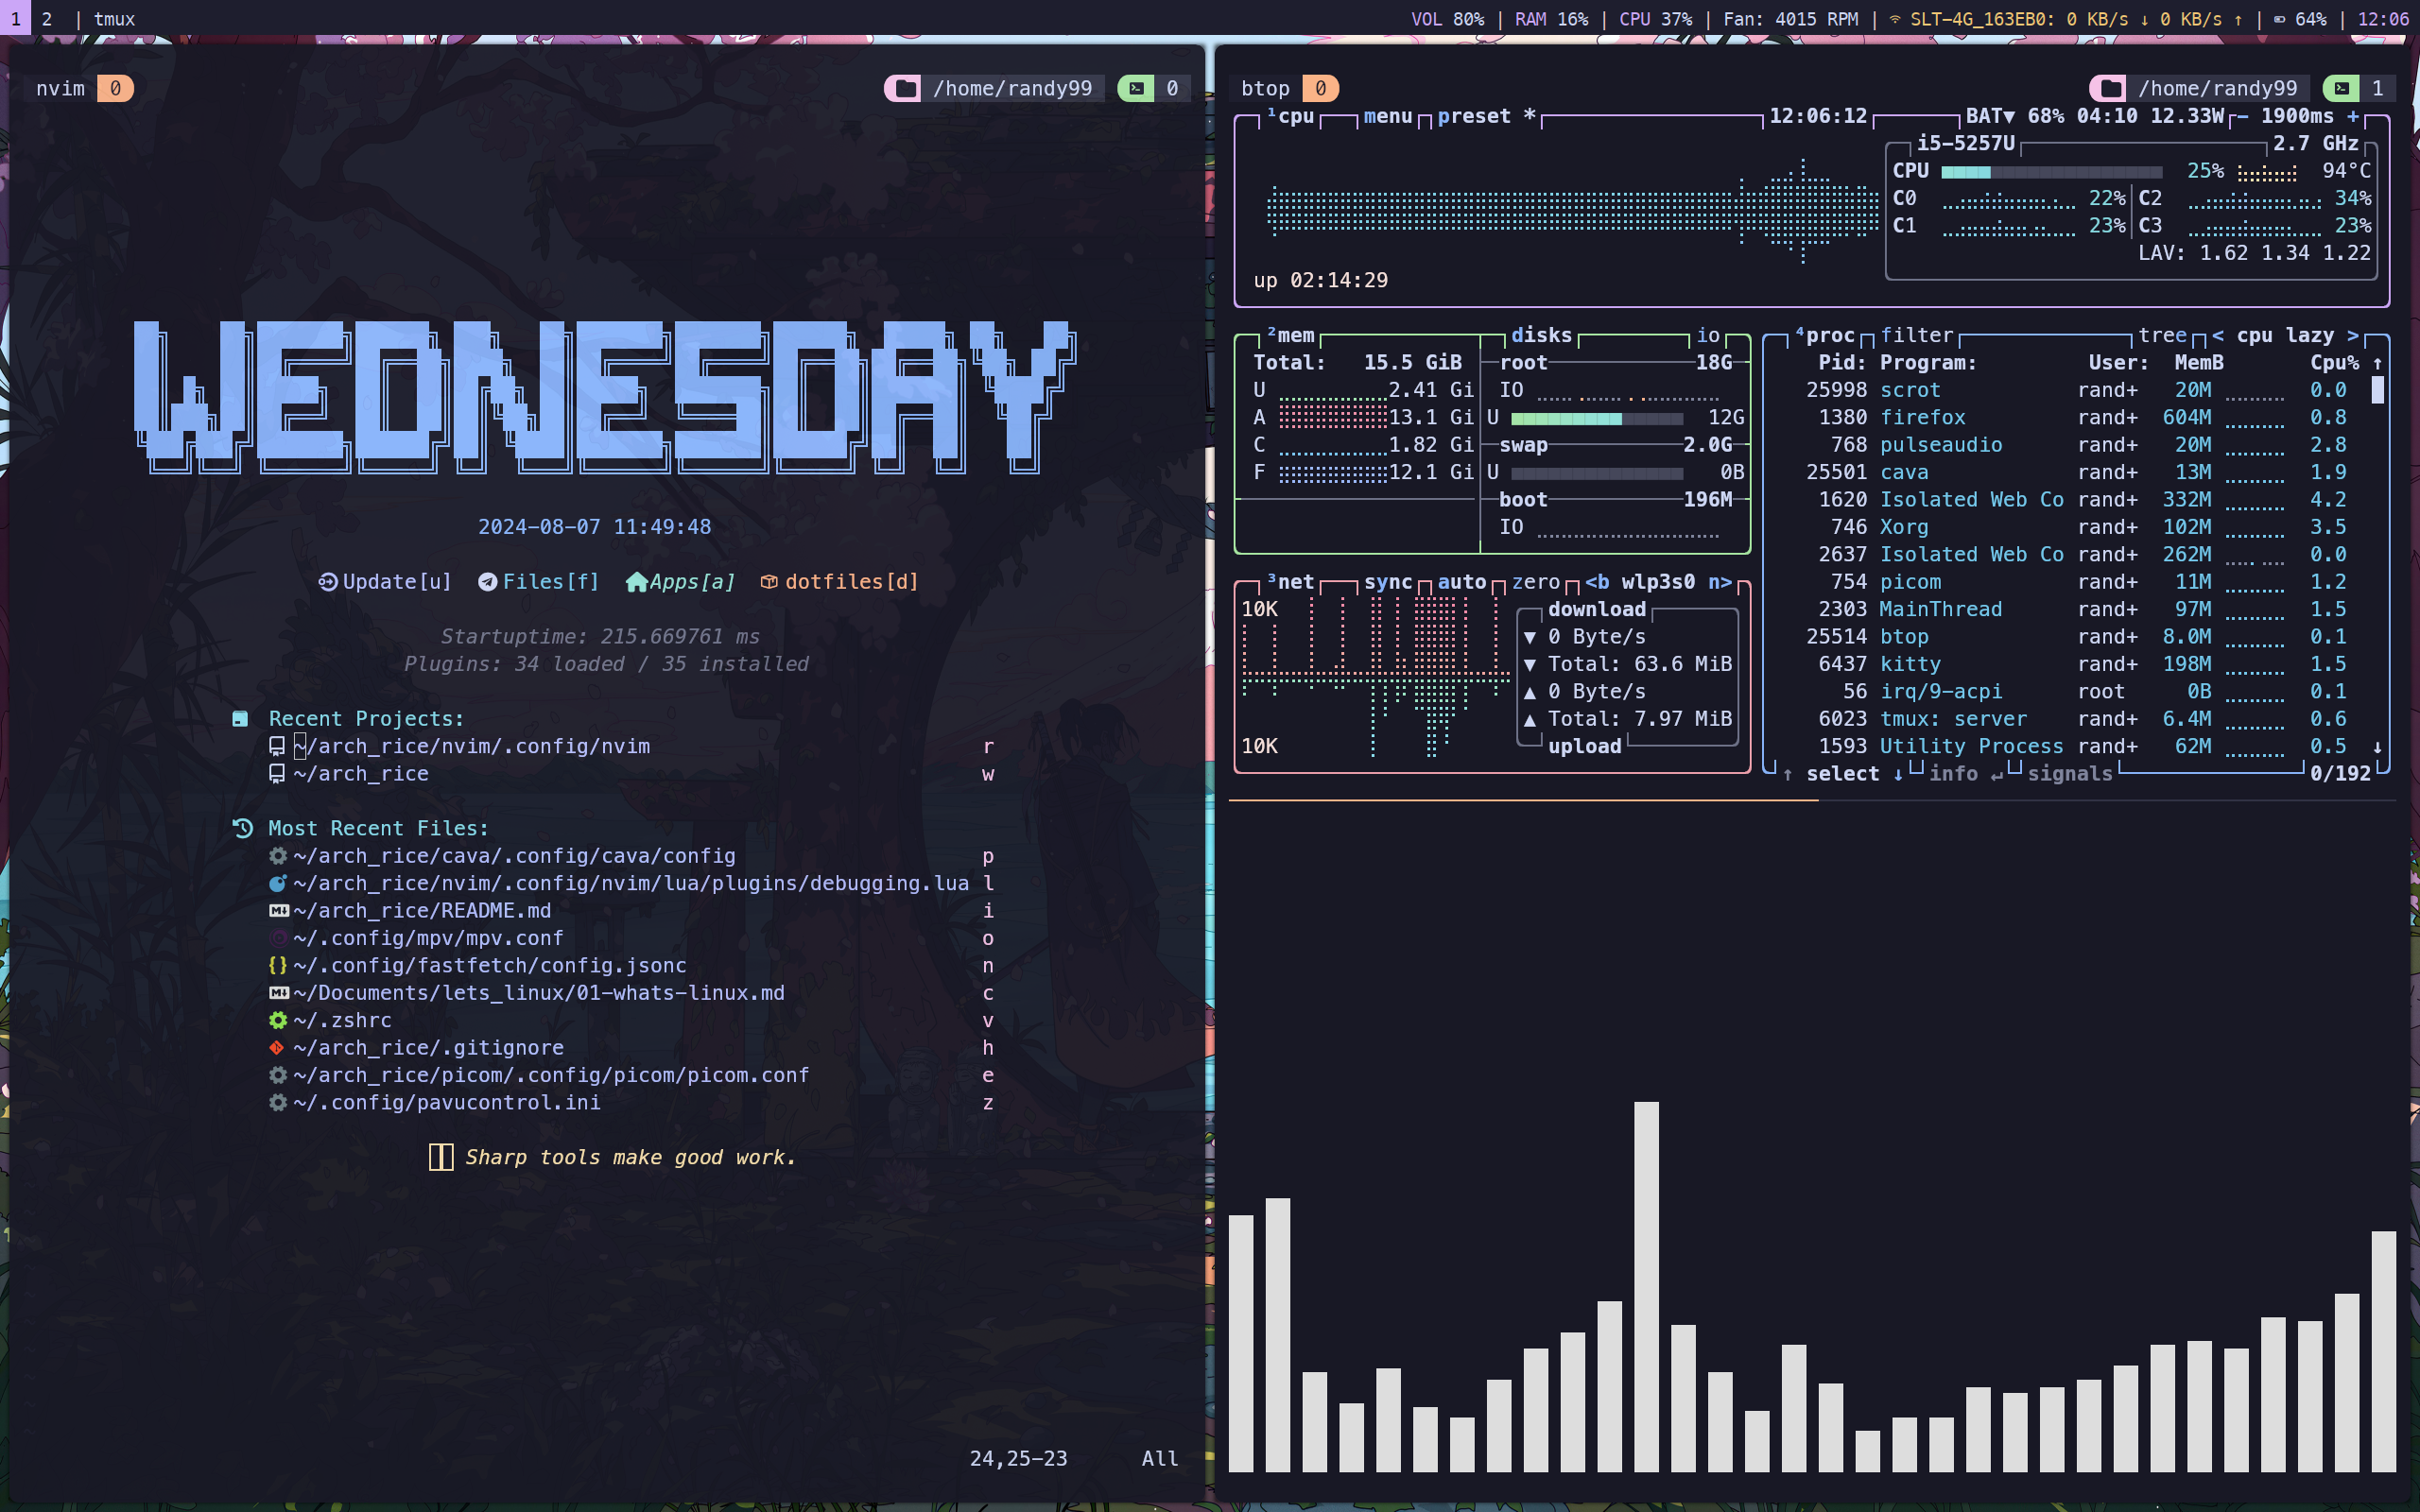 1 2 | tmux
VOL 80% | RAM 16% | CPU 37% | Fan: 4015 RPM | SLT-4G_163EB0: 0 KB/s ↓ 0 KB/s ↑ | 64% | 12:06
nvim 0 /home/randy99 0
WEDNESDAY
2024-08-07 11:49:48
Update[u] Files[f] Apps[a] dotfiles[d]
Startuptime: 215.669761 ms
Plugins: 34 loaded / 35 installed
Recent Projects:
~/arch_rice/nvim/.config/nvim r
~/arch_rice w
Most Recent Files:
~/arch_rice/cava/.config/cava/config p
~/arch_rice/nvim/.config/nvim/lua/plugins/debugging.lua l
~/arch_rice/README.md i
~/.config/mpv/mpv.conf o
~/.config/fastfetch/config.jsonc n
~/Documents/lets_linux/01-whats-linux.md c
~/.zshrc v
~/arch_rice/.gitignore h
~/arch_rice/picom/.config/picom/picom.conf e
~/.config/pavucontrol.ini z
Sharp tools make good work.
24,25-23 All
btop 0 /home/randy99 1
¹cpu menu preset * 12:06:12 BAT▼ 68% 04:10 12.33W - 1900ms +
i5-5257U 2.7 GHz
CPU 25% 94°C
C0 22% C2 34%
C1 23% C3 23%
LAV: 1.62 1.34 1.22
up 02:14:29
²mem disks io
Total: 15.5 GiB root 18G
U 2.41 Gi IO
A 13.1 Gi U 12G
C 1.82 Gi swap 2.0G
F 12.1 Gi U 0B
boot 196M
IO
³net sync auto zero <b wlp3s0 n>
10K download
▼ 0 Byte/s
▼ Total: 63.6 MiB
▲ 0 Byte/s
▲ Total: 7.97 MiB
10K upload
⁴proc filter tree < cpu lazy >
Pid: Program: User: MemB Cpu% ↑
25998 scrot rand+ 20M 0.0
1380 firefox rand+ 604M 0.8
768 pulseaudio rand+ 20M 2.8
25501 cava rand+ 13M 1.9
1620 Isolated Web Co rand+ 332M 4.2
746 Xorg rand+ 102M 3.5
2637 Isolated Web Co rand+ 262M 0.0
754 picom rand+ 11M 1.2
2303 MainThread rand+ 97M 1.5
25514 btop rand+ 8.0M 0.1
6437 kitty rand+ 198M 1.5
56 irq/9-acpi root 0B 0.1
6023 tmux: server rand+ 6.4M 0.6
1593 Utility Process rand+ 62M 0.5 ↓
↑ select ↓ info ↵ signals 0/192